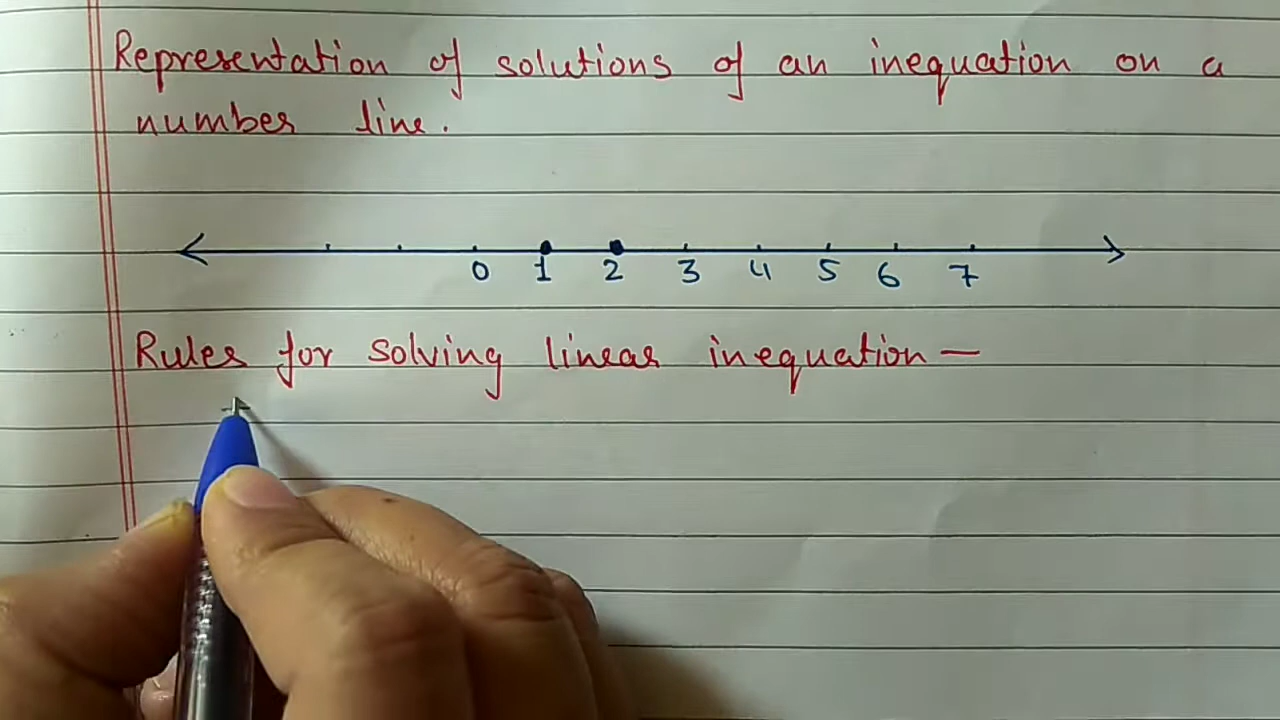 Representation of solutions of an inequation on a
number line.
0 1 2 3 4 5 6 7
Rules for solving linear inequation —